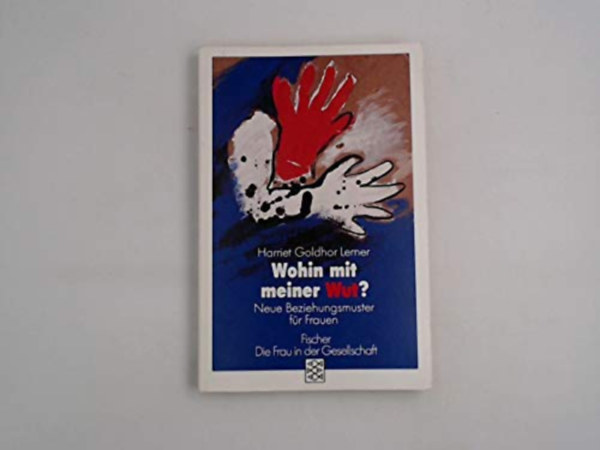 Harriet Goldhor Lerner
Wohin mit
meiner Wut?
Neue Beziehungsmuster
für Frauen
Fischer
Die Frau in der Gesellschaft